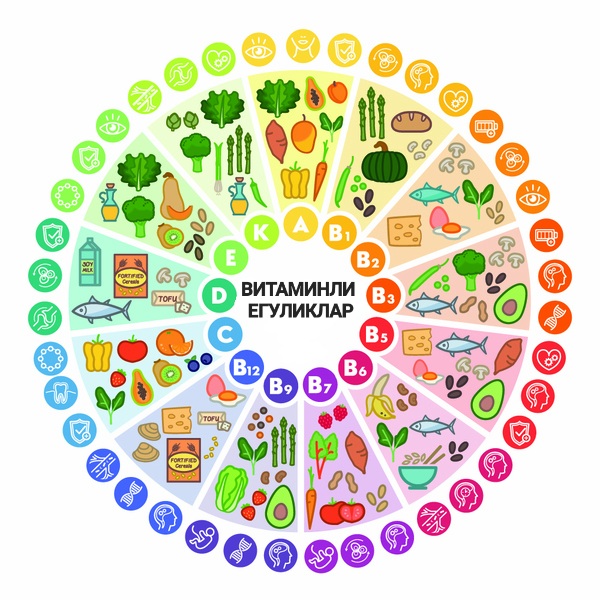 ВИТАМИНЛИ
ЕГУЛИКЛАР
A
B1
B2
B3
B5
B6
B7
B9
B12
C
D
E
K
SOY
MILK
FORTIFIED
Cereals
TOFU
TOFU
FORTIFIED
Cereals